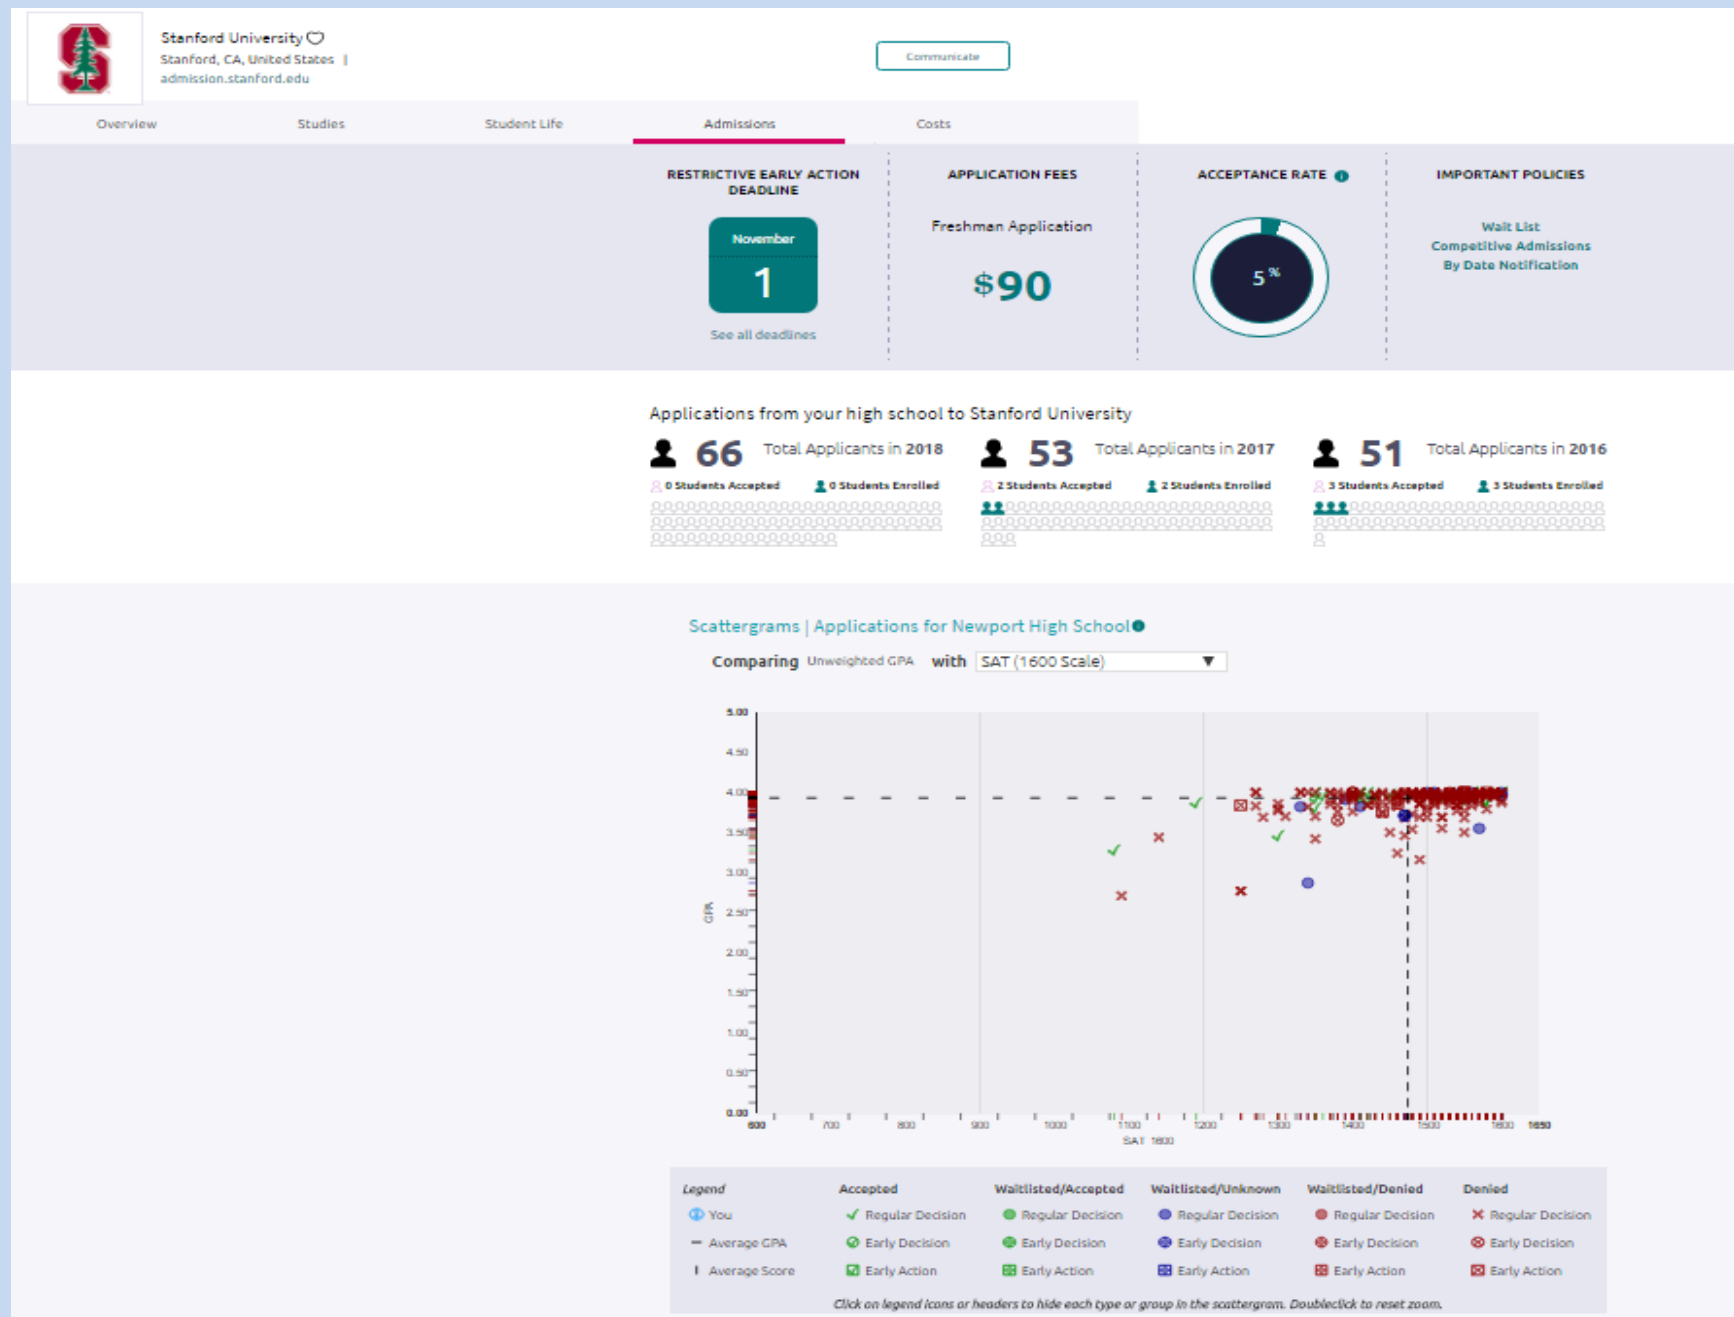 Stanford University
Stanford, CA, United States |
admission.stanford.edu
Communicate
Overview Studies Student Life Admissions Costs
RESTRICTIVE EARLY ACTION DEADLINE
November
1
See all deadlines
APPLICATION FEES
Freshman Application
$90
ACCEPTANCE RATE
5%
IMPORTANT POLICIES
Wait List
Competitive Admissions
By Date Notification
Applications from your high school to Stanford University
66 Total Applicants in 2018
0 Students Accepted 0 Students Enrolled
53 Total Applicants in 2017
2 Students Accepted 2 Students Enrolled
51 Total Applicants in 2016
3 Students Accepted 3 Students Enrolled
Scattergrams | Applications for Newport High School
Comparing Unweighted GPA with SAT (1600 Scale)
5.00
4.50
4.00
3.50
3.00
2.50
2.00
1.50
1.00
0.50
0.00
GPA
600 700 800 900 1000 1100 1200 1300 1400 1500 1600 1650
SAT 1600
Legend Accepted Waitlisted/Accepted Waitlisted/Unknown Waitlisted/Denied Denied
You Regular Decision Regular Decision Regular Decision Regular Decision Regular Decision
Average GPA Early Decision Early Decision Early Decision Early Decision Early Decision
Average Score Early Action Early Action Early Action Early Action Early Action
Click on legend icons or headers to hide each type or group in the scattergram. Doubleclick to reset zoom.